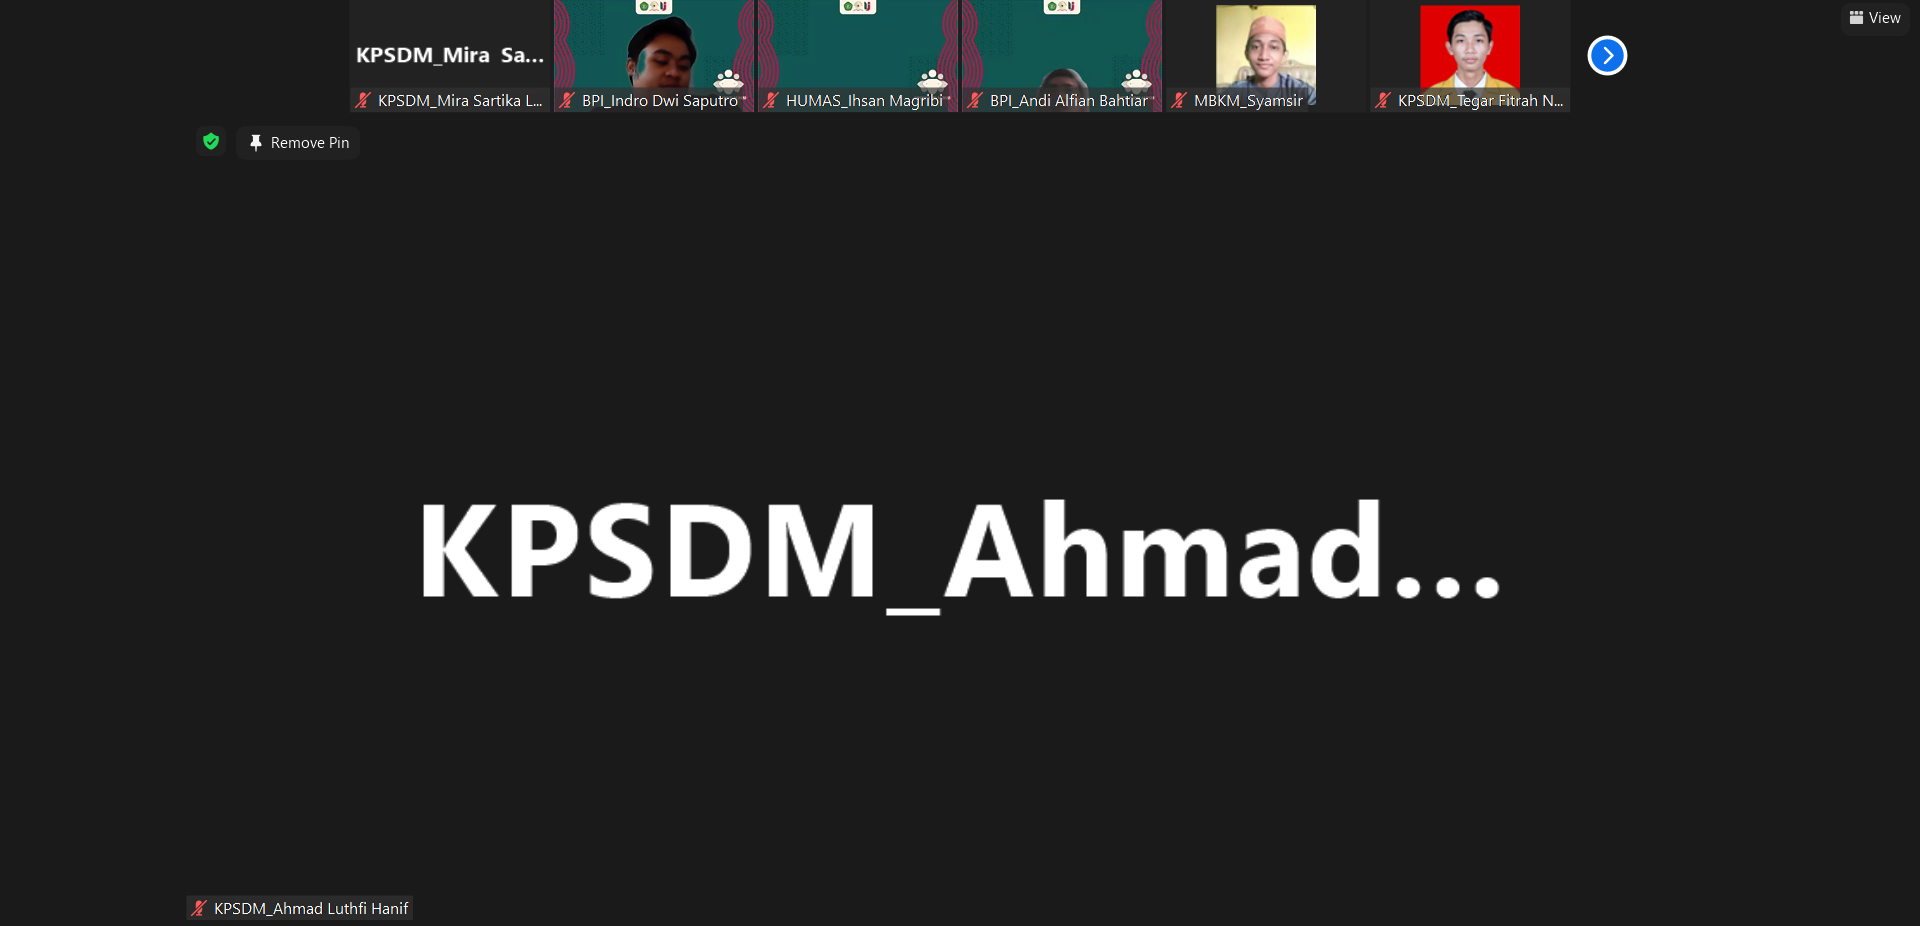 View
KPSDM_Mira Sa...
KPSDM_Mira Sartika L...
BPI_Indro Dwi Saputro
HUMAS_Ihsan Magribi
BPI_Andi Alfian Bahtiar
MBKM_Syamsir
KPSDM_Tegar Fitrah N...
Remove Pin
KPSDM_Ahmad...
KPSDM_Ahmad Luthfi Hanif